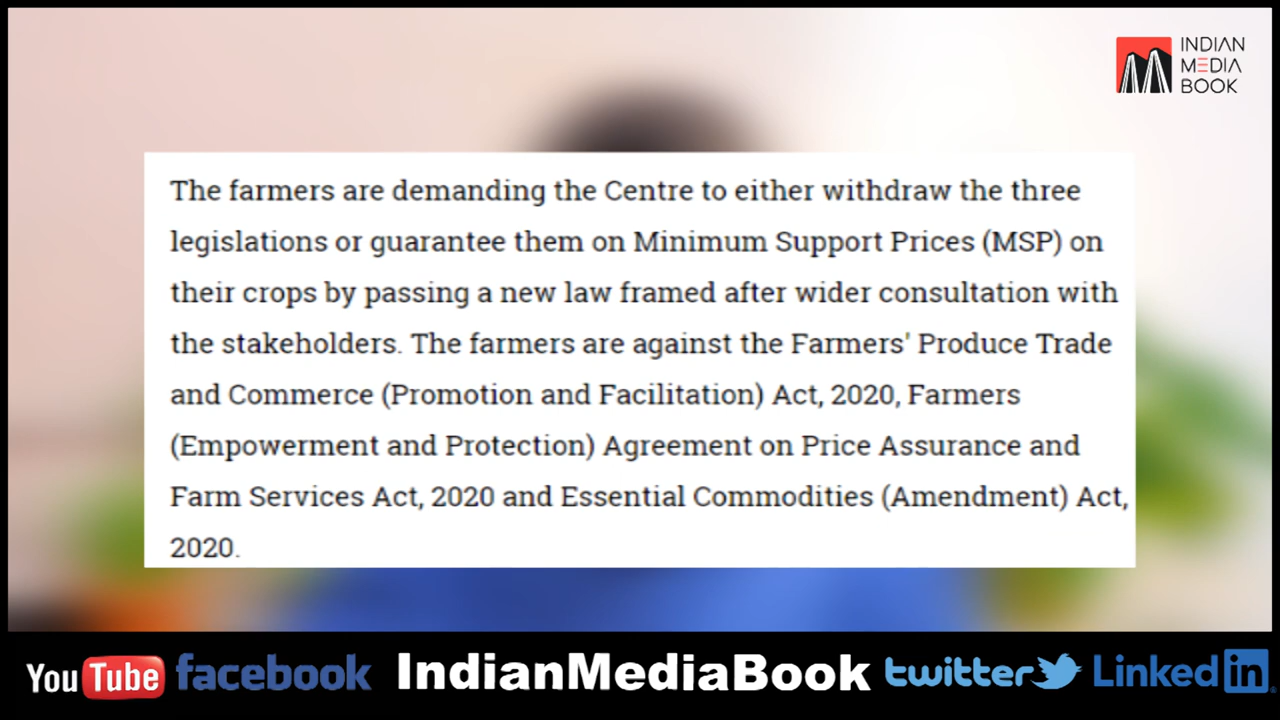 INDIAN
MEDIA
BOOK
The farmers are demanding the Centre to either withdraw the three
legislations or guarantee them on Minimum Support Prices (MSP) on
their crops by passing a new law framed after wider consultation with
the stakeholders. The farmers are against the Farmers' Produce Trade
and Commerce (Promotion and Facilitation) Act, 2020, Farmers
(Empowerment and Protection) Agreement on Price Assurance and
Farm Services Act, 2020 and Essential Commodities (Amendment) Act,
2020.
YouTube facebook IndianMediaBook twitter Linked in